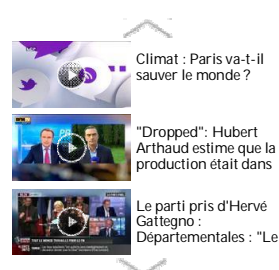 Climat : Paris va-t-il
sauver le monde ?
"Dropped": Hubert
Arthaud estime que la
production était dans
Le parti pris d'Hervé
Gattegno :
Départementales : "Le